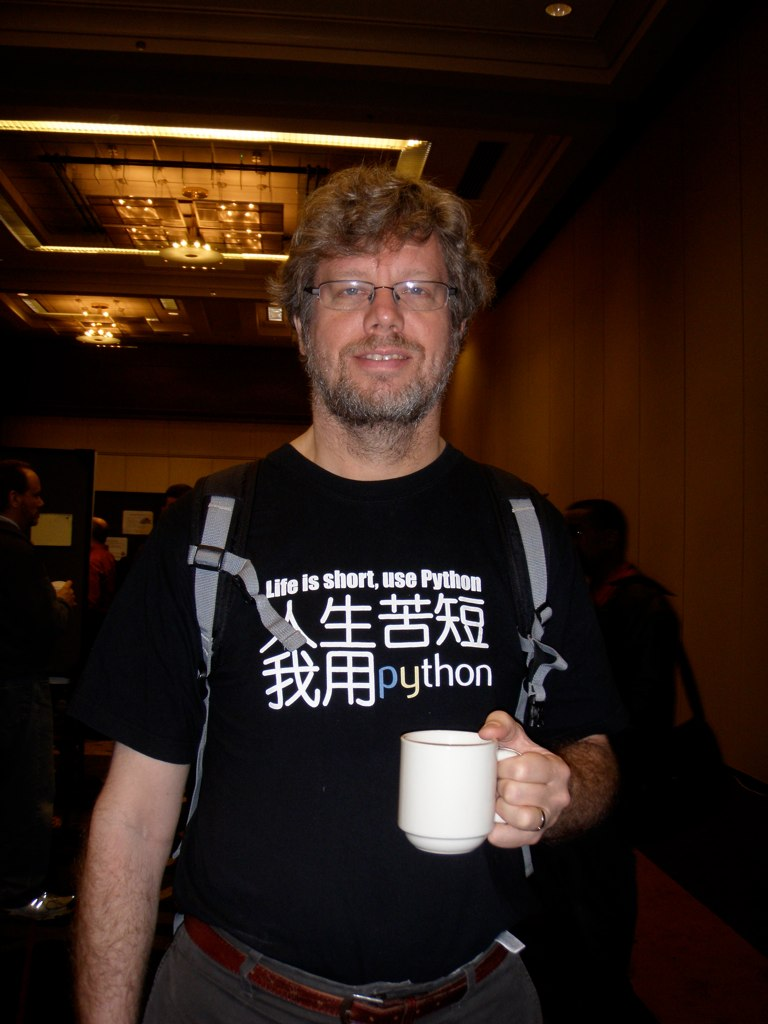 Life is short, use Python
人生苦短
我用python